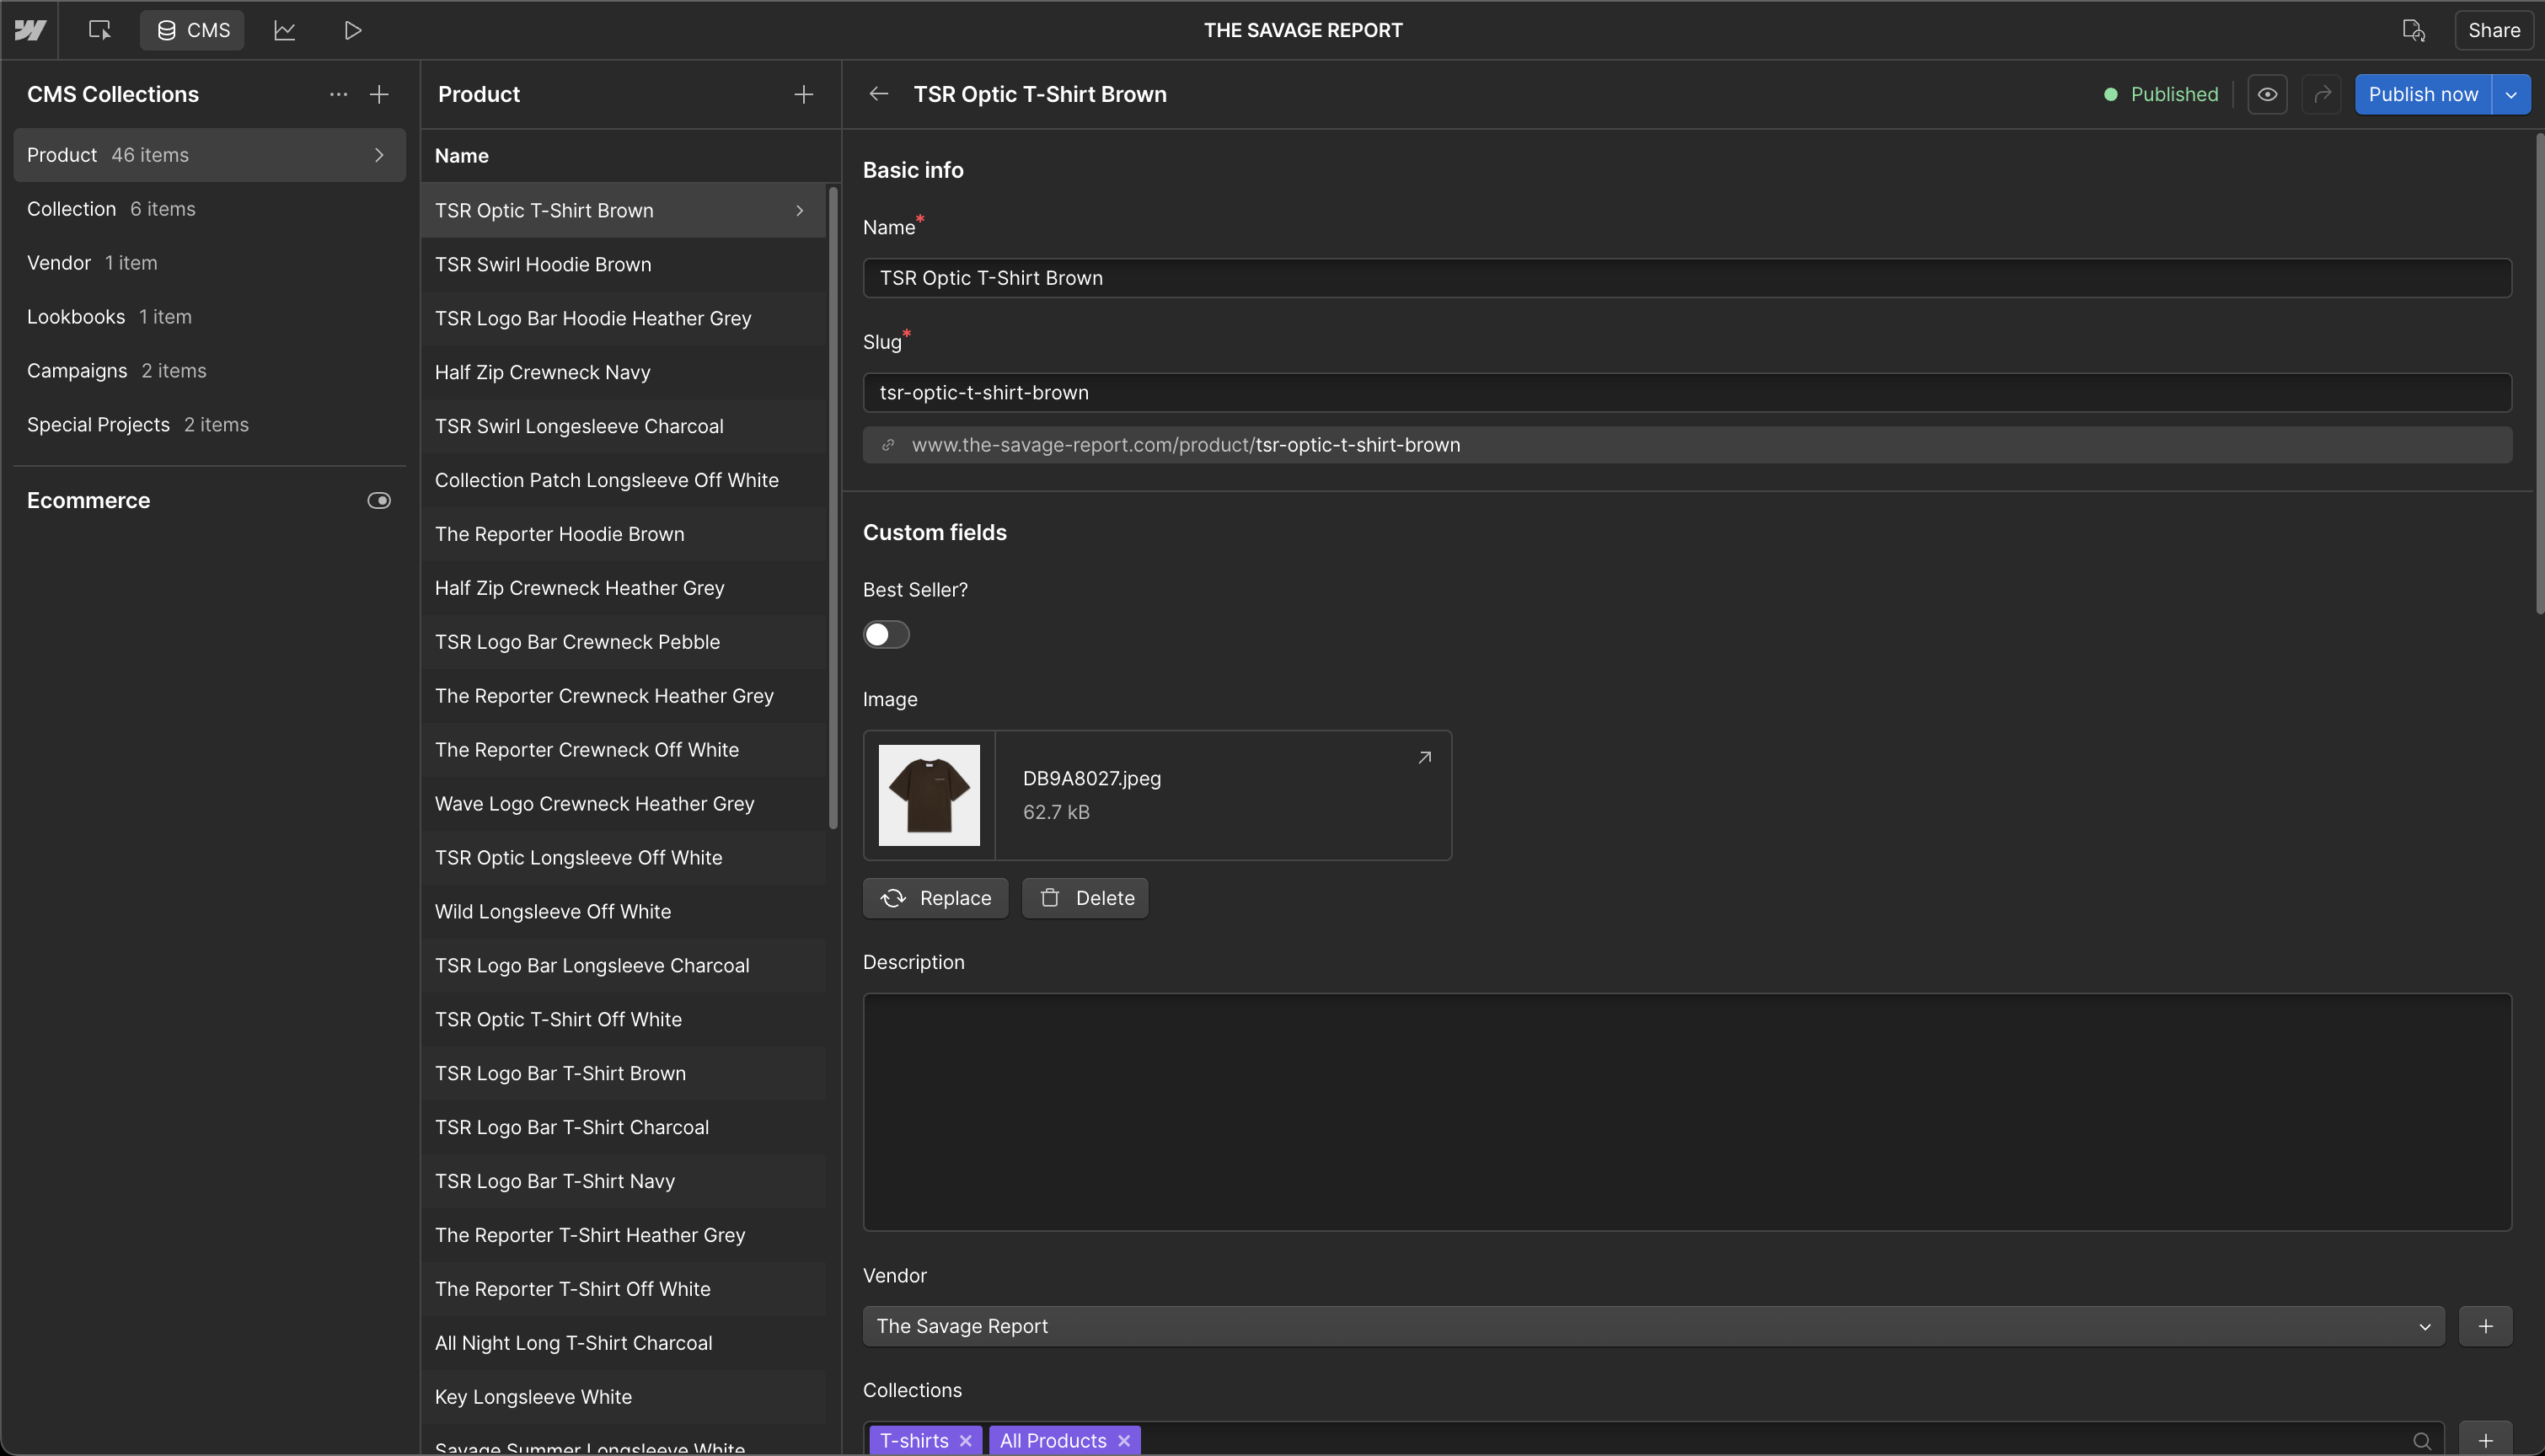 CMS
THE SAVAGE REPORT
Share
CMS Collections
Product 46 items
Collection 6 items
Vendor 1 item
Lookbooks 1 item
Campaigns 2 items
Special Projects 2 items
Ecommerce
Product
Name
TSR Optic T-Shirt Brown
TSR Swirl Hoodie Brown
TSR Logo Bar Hoodie Heather Grey
Half Zip Crewneck Navy
TSR Swirl Longesleeve Charcoal
Collection Patch Longsleeve Off White
The Reporter Hoodie Brown
Half Zip Crewneck Heather Grey
TSR Logo Bar Crewneck Pebble
The Reporter Crewneck Heather Grey
The Reporter Crewneck Off White
Wave Logo Crewneck Heather Grey
TSR Optic Longsleeve Off White
Wild Longsleeve Off White
TSR Logo Bar Longsleeve Charcoal
TSR Optic T-Shirt Off White
TSR Logo Bar T-Shirt Brown
TSR Logo Bar T-Shirt Charcoal
TSR Logo Bar T-Shirt Navy
The Reporter T-Shirt Heather Grey
The Reporter T-Shirt Off White
All Night Long T-Shirt Charcoal
Key Longsleeve White
Savage Summer Longsleeve White
TSR Optic T-Shirt Brown
Published
Publish now
Basic info
Name*
TSR Optic T-Shirt Brown
Slug*
tsr-optic-t-shirt-brown
www.the-savage-report.com/product/tsr-optic-t-shirt-brown
Custom fields
Best Seller?
Image
DB9A8027.jpeg
62.7 kB
Replace
Delete
Description
Vendor
The Savage Report
Collections
T-shirts
All Products